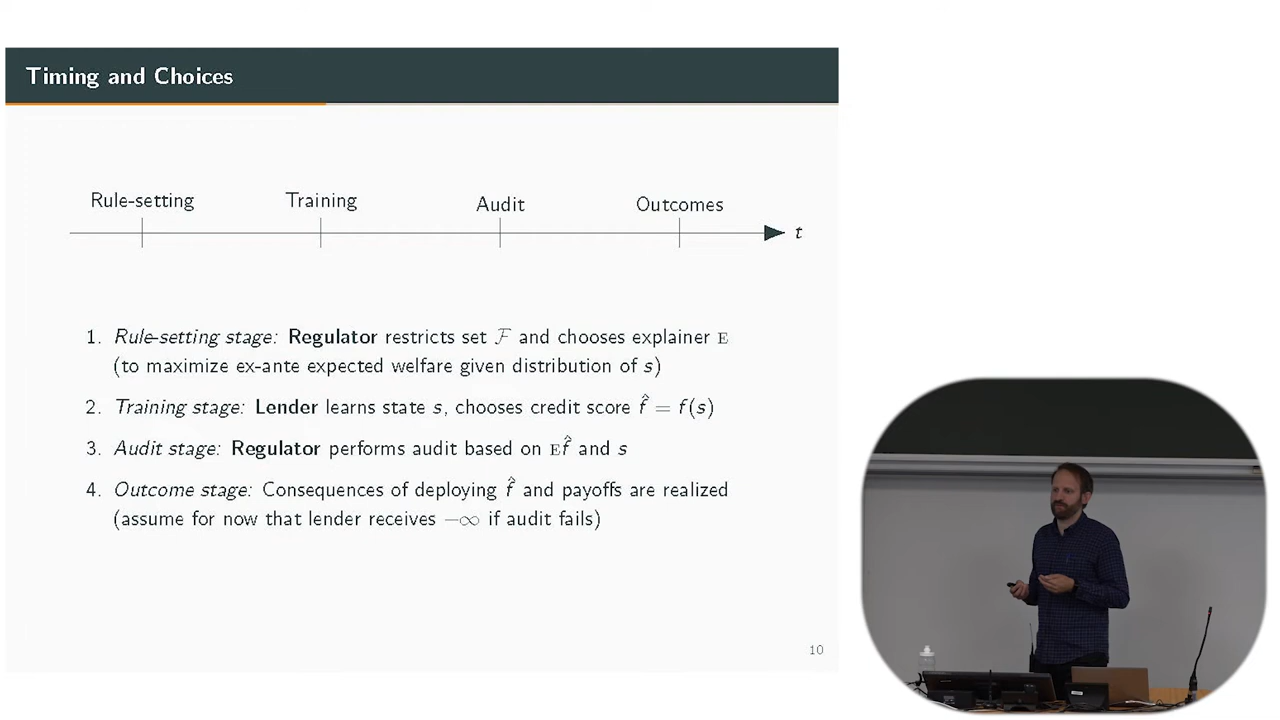 Timing and Choices
Rule-setting Training Audit Outcomes
t
1. Rule-setting stage: Regulator restricts set ℱ and chooses explainer E
(to maximize ex-ante expected welfare given distribution of s)
2. Training stage: Lender learns state s, chooses credit score f̂ = f(s)
3. Audit stage: Regulator performs audit based on Ef̂ and s
4. Outcome stage: Consequences of deploying f̂ and payoffs are realized
(assume for now that lender receives −∞ if audit fails)
10